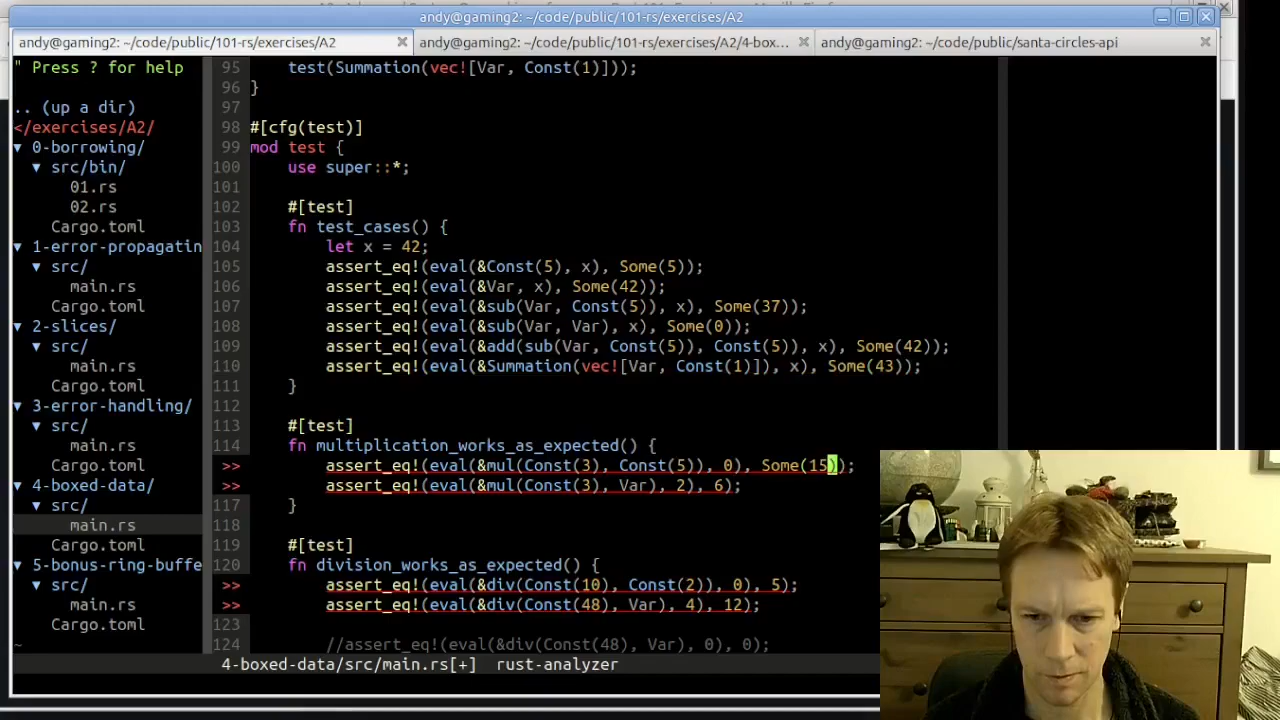 andy@gaming2: ~/code/public/101-rs/exercises/A2
andy@gaming2: ~/code/public/101-rs/exercises/A2
andy@gaming2: ~/code/public/101-rs/exercises/A2/4-box...
andy@gaming2: ~/code/public/santa-circles-api
" Press ? for help
.. (up a dir)
</exercises/A2/
▼ 0-borrowing/
▼ src/bin/
01.rs
02.rs
Cargo.toml
▼ 1-error-propagatin
▼ src/
main.rs
Cargo.toml
▼ 2-slices/
▼ src/
main.rs
Cargo.toml
▼ 3-error-handling/
▼ src/
main.rs
Cargo.toml
▼ 4-boxed-data/
▼ src/
main.rs
Cargo.toml
▼ 5-bonus-ring-buffe
▼ src/
main.rs
Cargo.toml
~
95 test(Summation(vec![Var, Const(1)]));
96 }
97
98 #[cfg(test)]
99 mod test {
100 use super::*;
101
102 #[test]
103 fn test_cases() {
104 let x = 42;
105 assert_eq!(eval(&Const(5), x), Some(5));
106 assert_eq!(eval(&Var, x), Some(42));
107 assert_eq!(eval(&sub(Var, Const(5)), x), Some(37));
108 assert_eq!(eval(&sub(Var, Var), x), Some(0));
109 assert_eq!(eval(&add(sub(Var, Const(5)), Const(5)), x), Some(42));
110 assert_eq!(eval(&Summation(vec![Var, Const(1)]), x), Some(43));
111 }
112
113 #[test]
114 fn multiplication_works_as_expected() {
>> assert_eq!(eval(&mul(Const(3), Const(5)), 0), Some(15));
>> assert_eq!(eval(&mul(Const(3), Var), 2), 6);
117 }
118
119 #[test]
120 fn division_works_as_expected() {
>> assert_eq!(eval(&div(Const(10), Const(2)), 0), 5);
>> assert_eq!(eval(&div(Const(48), Var), 4), 12);
123
124 //assert_eq!(eval(&div(Const(48), Var), 0), 0);
4-boxed-data/src/main.rs[+] rust-analyzer